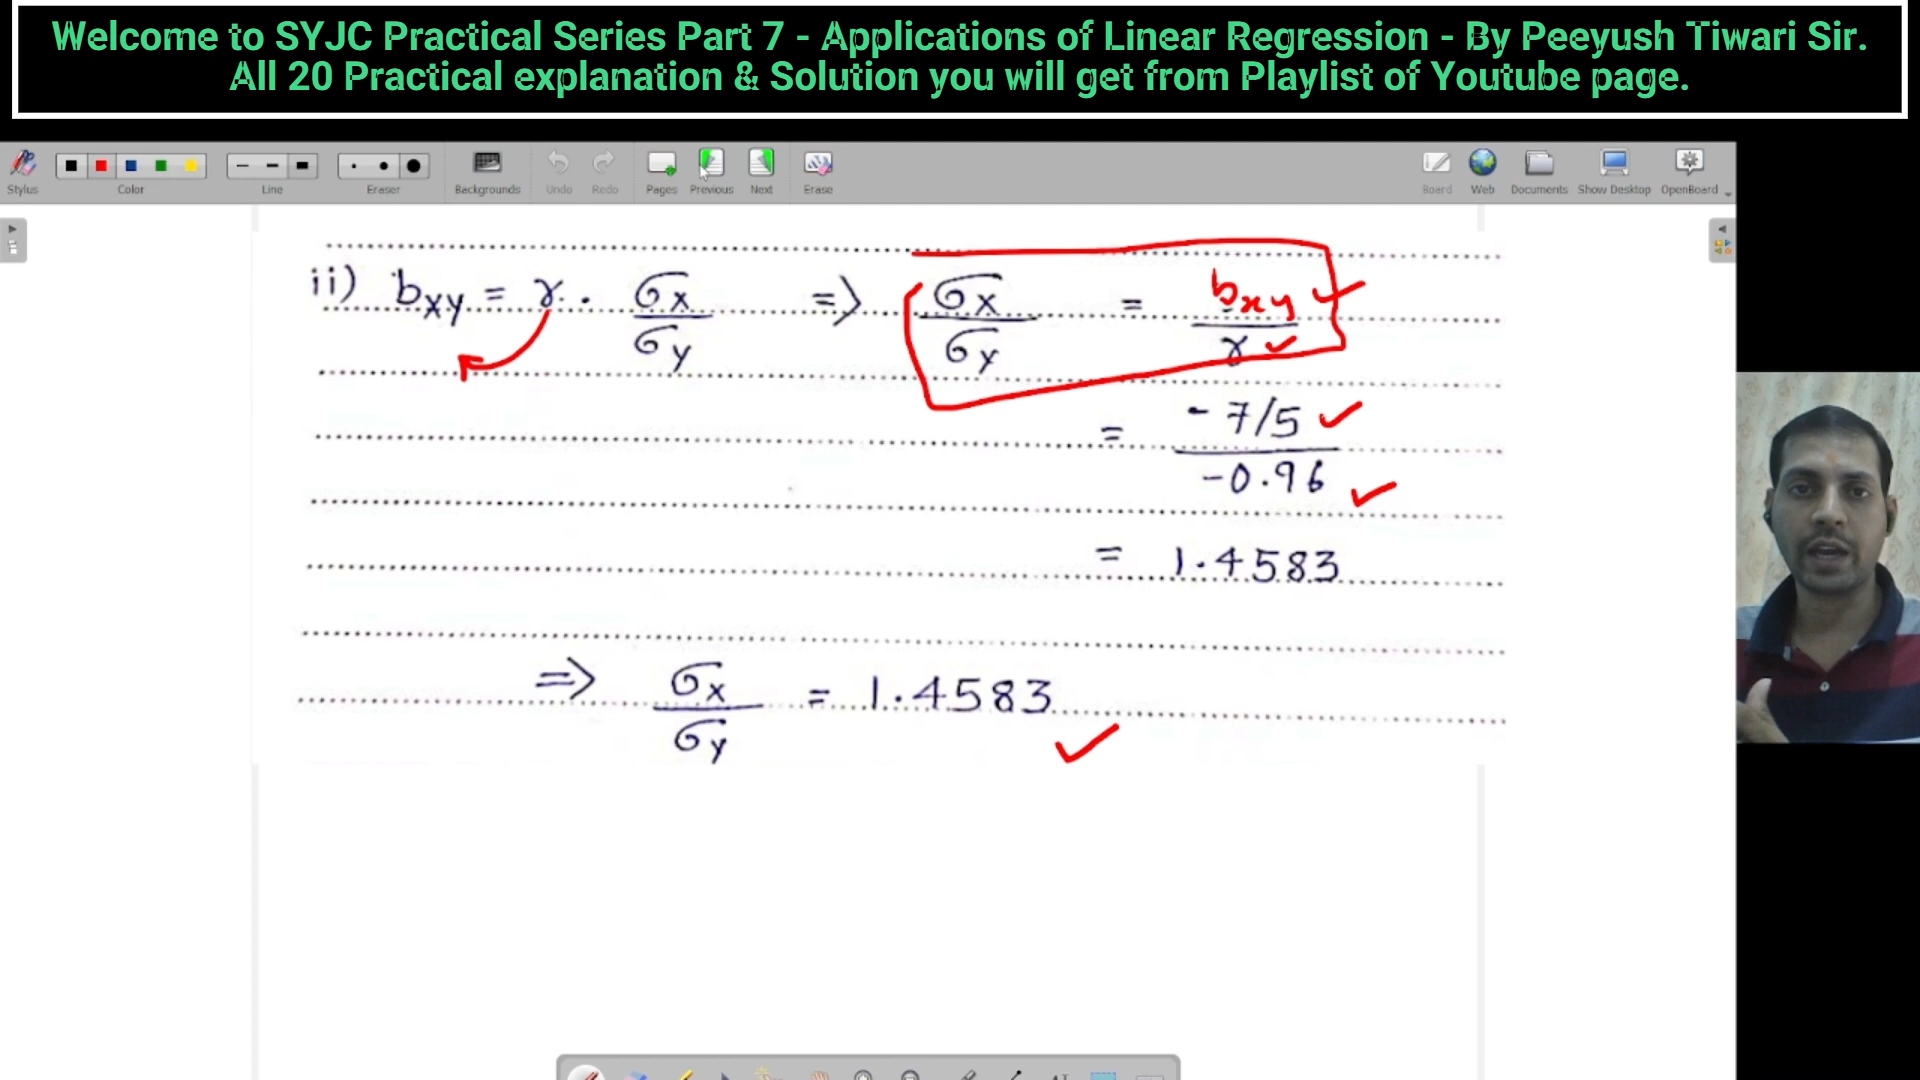 Welcome to SYJC Practical Series Part 7 - Applications of Linear Regression - By Peeyush Tiwari Sir.
All 20 Practical explanation & Solution you will get from Playlist of Youtube page.
Stylus Color Line Eraser Backgrounds Undo Redo Pages Previous Next Erase Board Web Documents Show Desktop OpenBoard
ii) bxy = r · σx / σy => σx / σy = bxy / r
= -7/5 / -0.96
= 1.4583
=> σx / σy = 1.4583